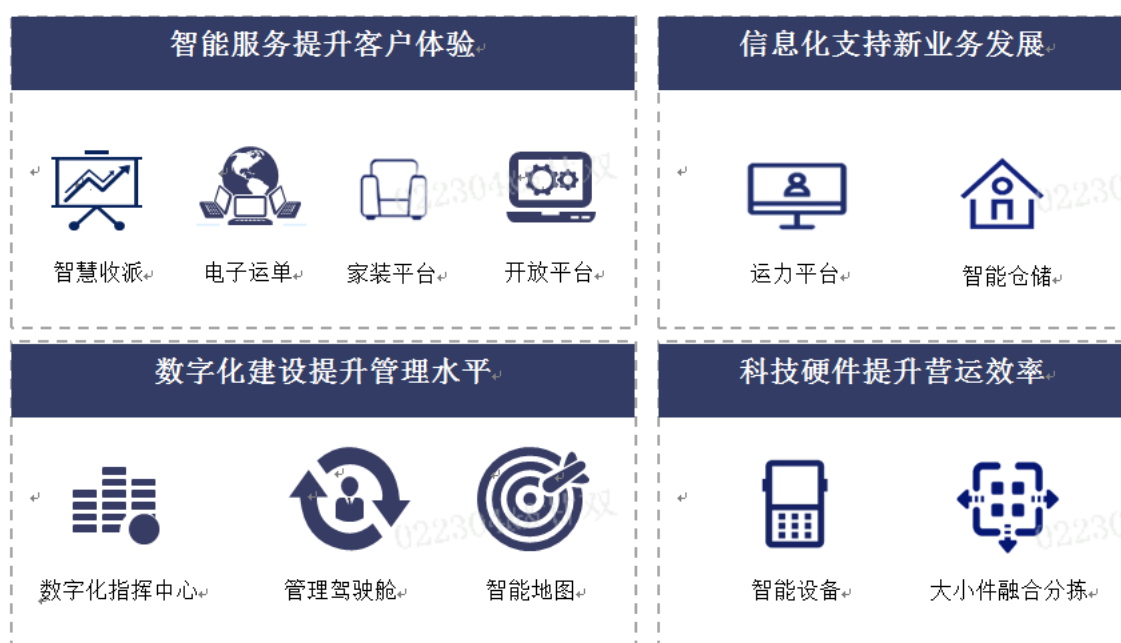 智能服务提升客户体验
信息化支持新业务发展
智慧收派
电子运单
家装平台
开放平台
运力平台
智能仓储
数字化建设提升管理水平
科技硬件提升营运效率
数字化指挥中心
管理驾驶舱
智能地图
智能设备
大小件融合分拣